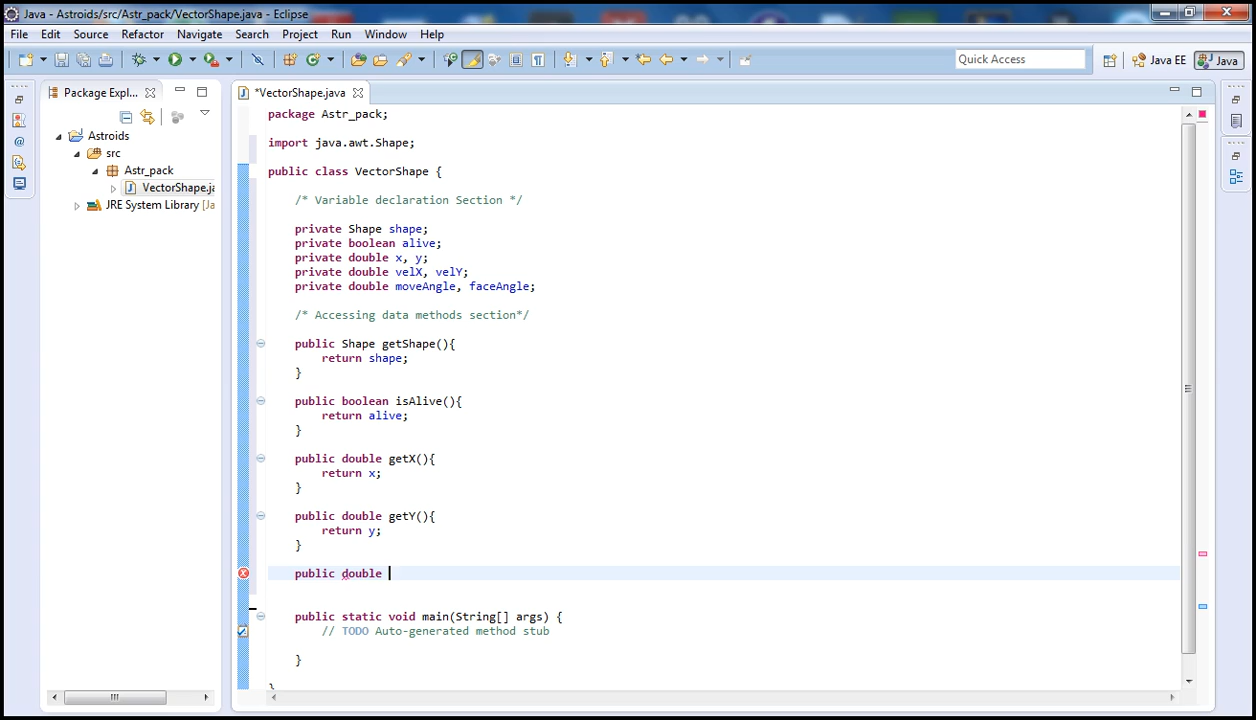 Java - Astroids/src/Astr_pack/VectorShape.java - Eclipse
File Edit Source Refactor Navigate Search Project Run Window Help
Quick Access
Java EE
Java
Package Expl...
*VectorShape.java
Astroids
src
Astr_pack
VectorShape.ja
JRE System Library [Ja
package Astr_pack;
import java.awt.Shape;
public class VectorShape {
/* Variable declaration Section */
private Shape shape;
private boolean alive;
private double x, y;
private double velX, velY;
private double moveAngle, faceAngle;
/* Accessing data methods section*/
public Shape getShape(){
return shape;
}
public boolean isAlive(){
return alive;
}
public double getX(){
return x;
}
public double getY(){
return y;
}
public double
public static void main(String[] args) {
// TODO Auto-generated method stub
}
}